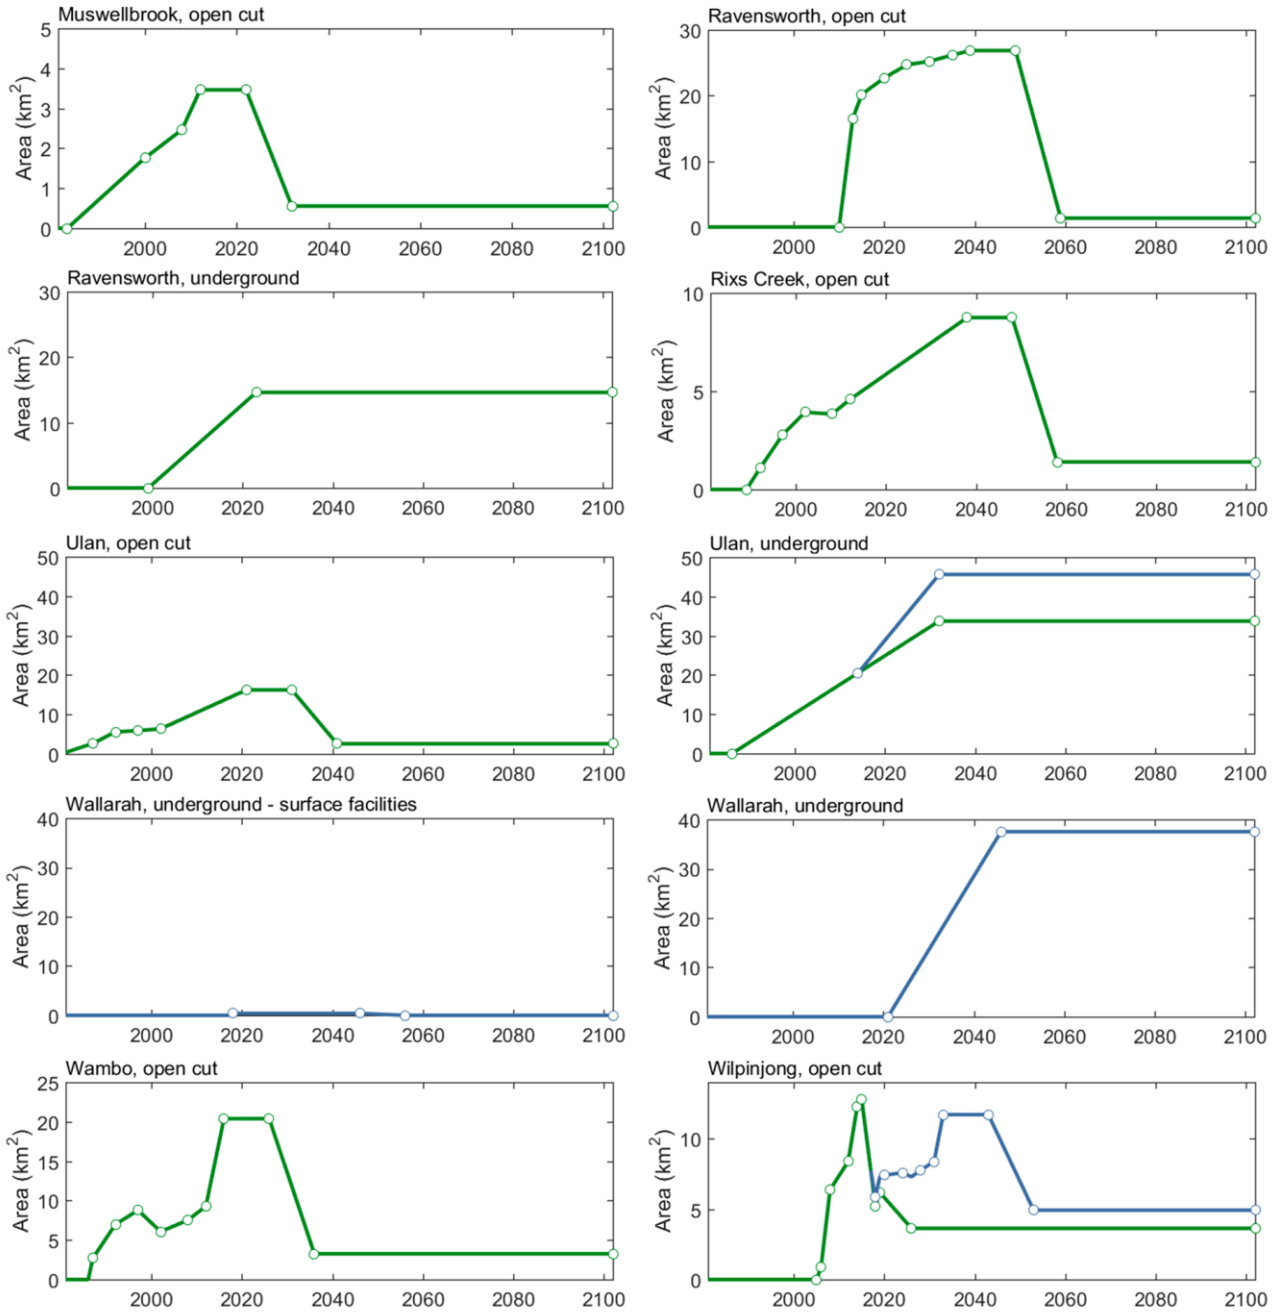 Muswellbrook, open cut
5
4
3
2
1
0
Area (km²)
2000 2020 2040 2060 2080 2100
Ravensworth, open cut
30
20
10
0
Area (km²)
2000 2020 2040 2060 2080 2100
Ravensworth, underground
30
20
10
0
Area (km²)
2000 2020 2040 2060 2080 2100
Rixs Creek, open cut
10
5
0
Area (km²)
2000 2020 2040 2060 2080 2100
Ulan, open cut
50
40
30
20
10
0
Area (km²)
2000 2020 2040 2060 2080 2100
Ulan, underground
50
40
30
20
10
0
Area (km²)
2000 2020 2040 2060 2080 2100
Wallarah, underground - surface facilities
40
30
20
10
0
Area (km²)
2000 2020 2040 2060 2080 2100
Wallarah, underground
40
30
20
10
0
Area (km²)
2000 2020 2040 2060 2080 2100
Wambo, open cut
25
20
15
10
5
0
Area (km²)
2000 2020 2040 2060 2080 2100
Wilpinjong, open cut
10
5
0
Area (km²)
2000 2020 2040 2060 2080 2100